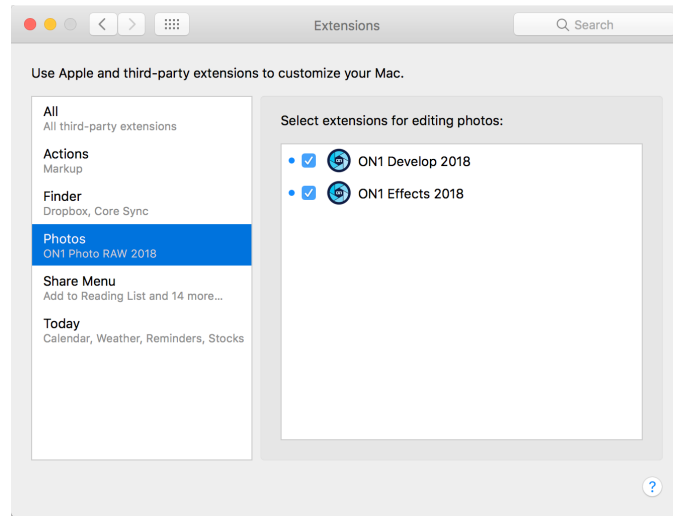 Extensions
Search
Use Apple and third-party extensions to customize your Mac.
All
All third-party extensions
Actions
Markup
Finder
Dropbox, Core Sync
Photos
ON1 Photo RAW 2018
Share Menu
Add to Reading List and 14 more...
Today
Calendar, Weather, Reminders, Stocks
Select extensions for editing photos:
ON1 Develop 2018
ON1 Effects 2018
?